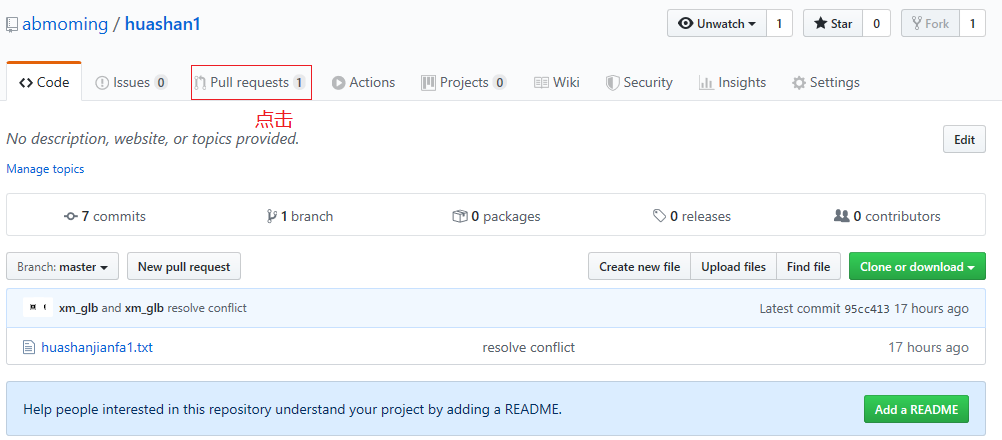 abmoming / huashan1
Unwatch 1 Star 0 Fork 1
Code Issues 0 Pull requests 1 Actions Projects 0 Wiki Security Insights Settings
点击
No description, website, or topics provided.
Edit
Manage topics
7 commits 1 branch 0 packages 0 releases 0 contributors
Branch: master New pull request Create new file Upload files Find file Clone or download
xm_glb and xm_glb resolve conflict Latest commit 95cc413 17 hours ago
huashanjianfa1.txt resolve conflict 17 hours ago
Help people interested in this repository understand your project by adding a README. Add a README